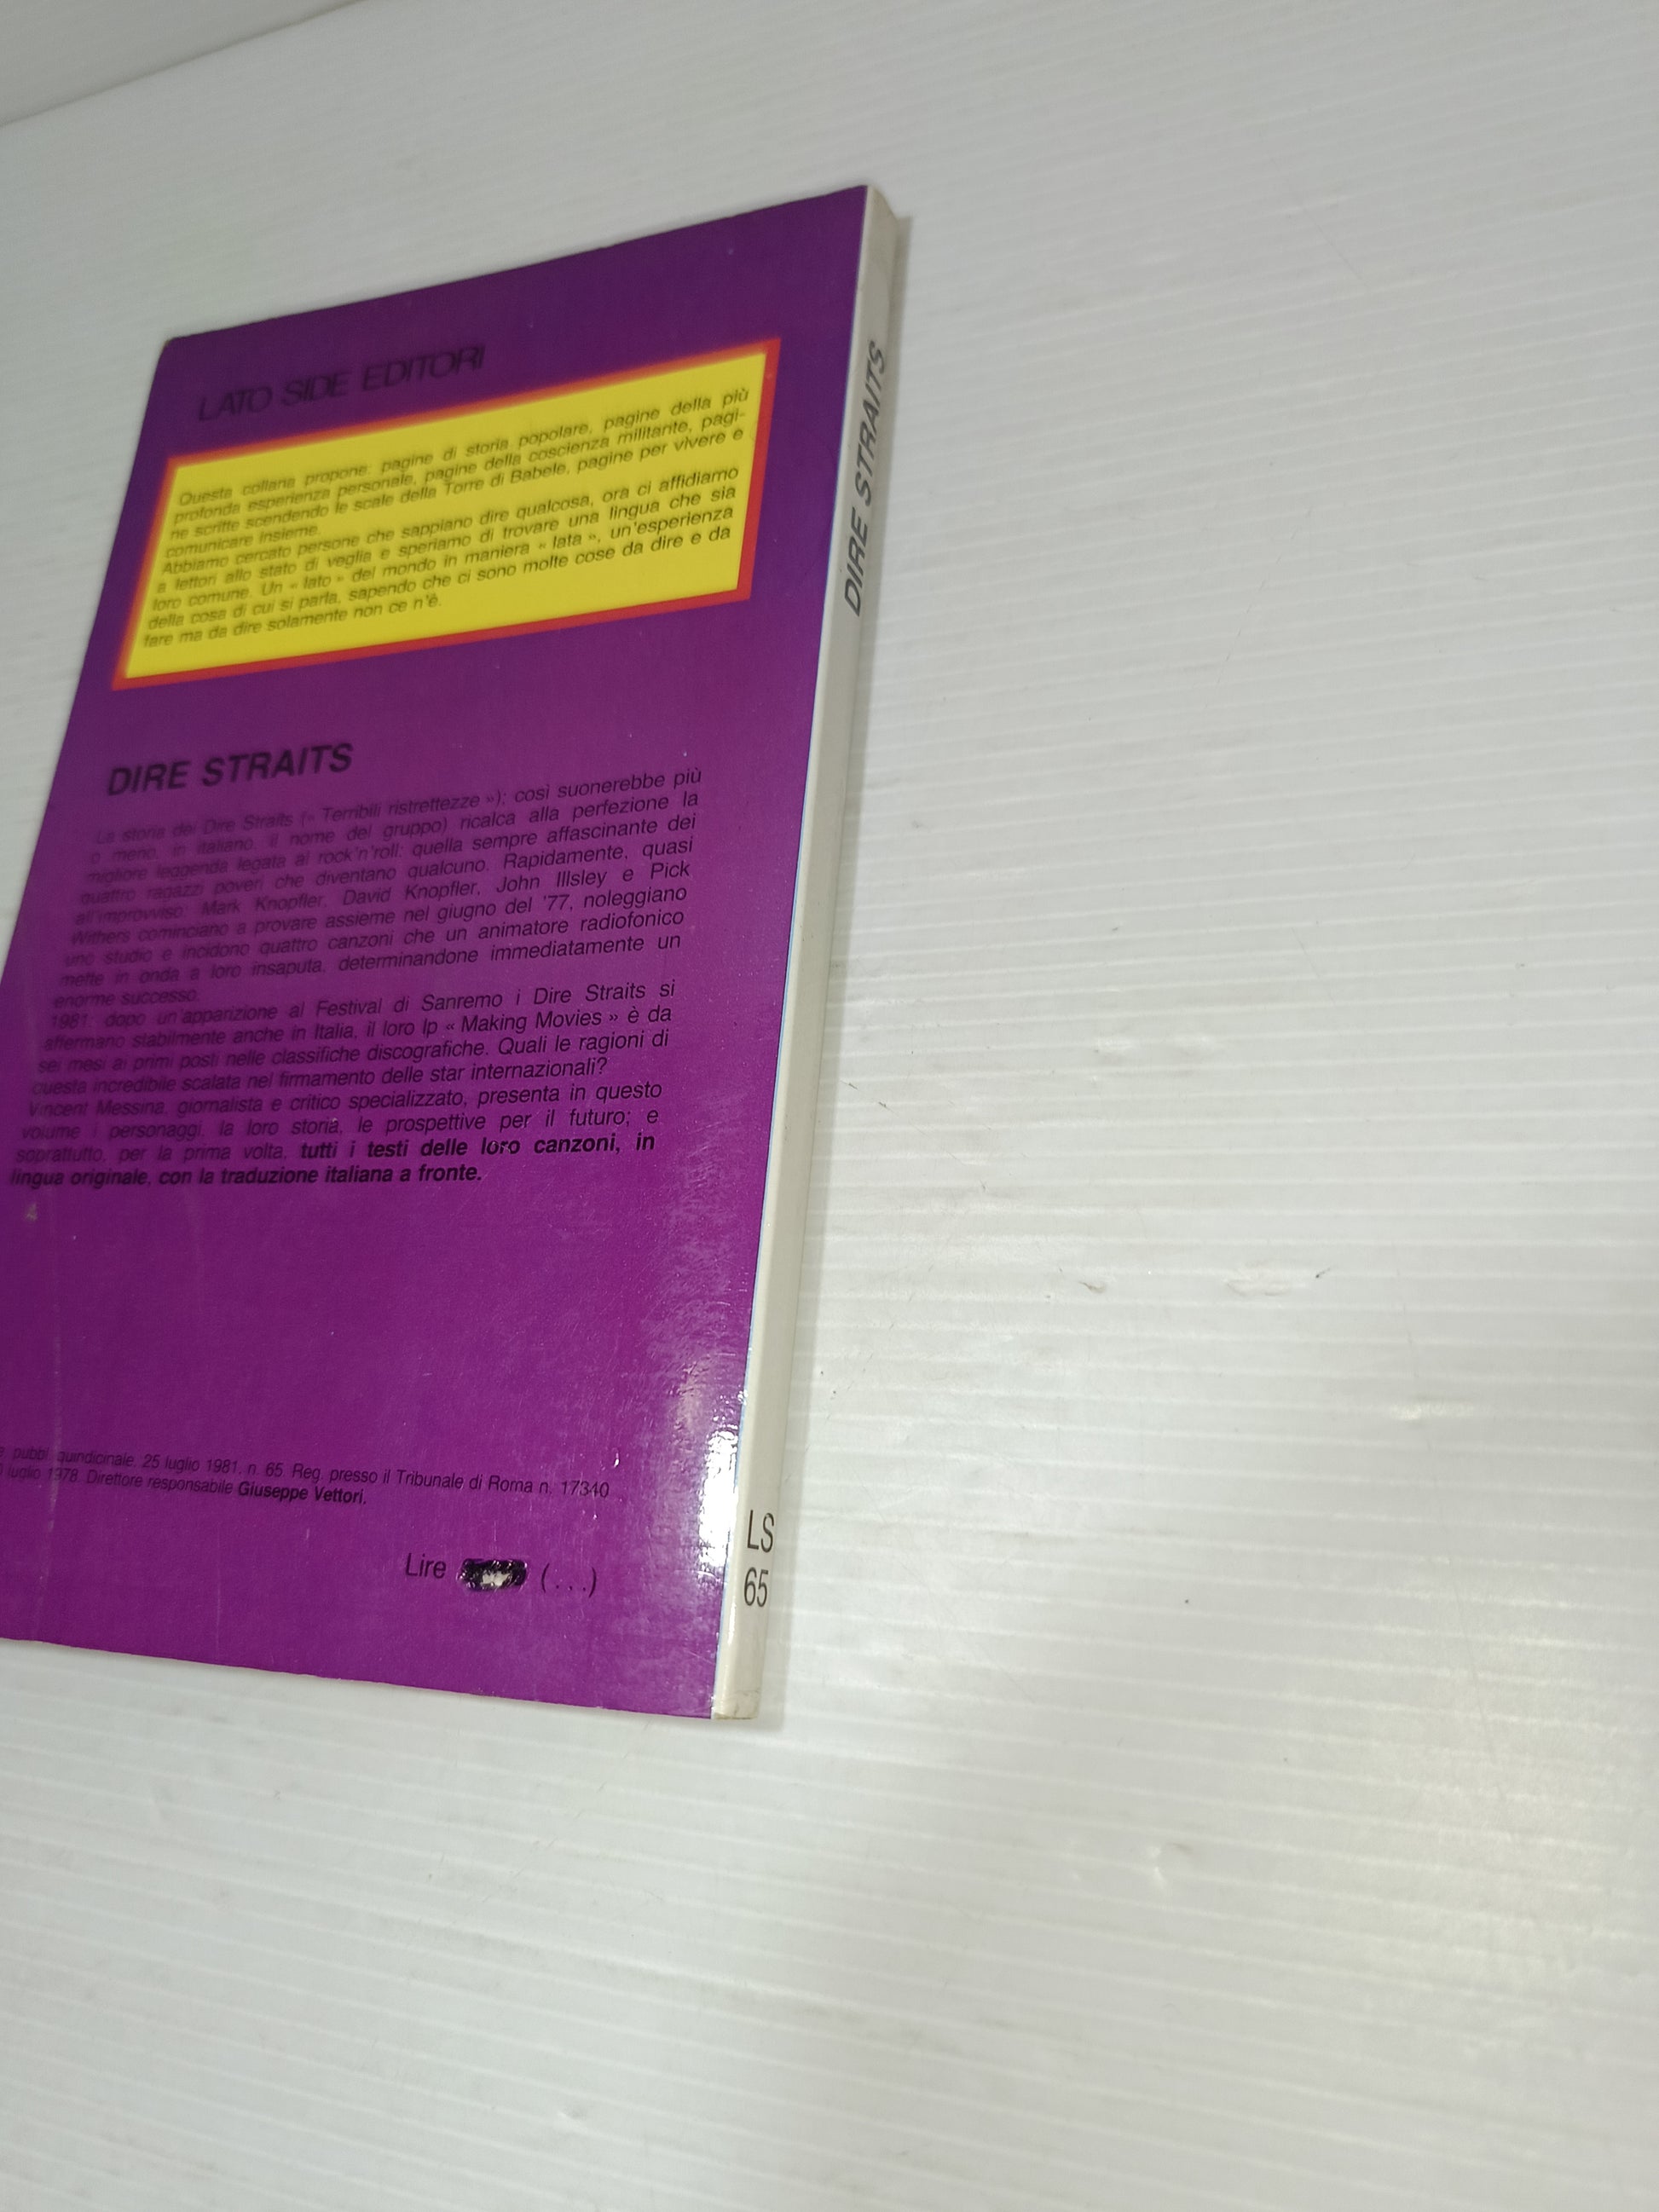 LATO SIDE EDITORI
Questa collana propone: pagine di storia popolare, pagine della più
profonda esperienza personale, pagine della coscienza militante, pagi-
ne scritte scendendo le scale della Torre di Babele, pagine per vivere e
comunicare insieme.
Abbiamo cercato persone che sappiano dire qualcosa, ora ci affidiamo
a lettori allo stato di veglia e speriamo di trovare una lingua che sia
loro comune. Un « lato » del mondo in maniera « lata », un'esperienza
della cosa di cui si parla, sapendo che ci sono molte cose da dire e da
fare ma da dire solamente non ce n'è.
DIRE STRAITS
La storia dei Dire Straits (« Terribili ristrettezze »); così suonerebbe più
o meno, in italiano, il nome del gruppo) ricalca alla perfezione la
migliore leggenda legata al rock'n'roll: quella sempre affascinante dei
quattro ragazzi poveri che diventano qualcuno. Rapidamente, quasi
all'improvviso: Mark Knopfler, David Knopfler, John Illsley e Pick
Withers cominciano a provare assieme nel giugno del '77, noleggiano
uno studio e incidono quattro canzoni che un animatore radiofonico
mette in onda a loro insaputa, determinandone immediatamente un
enorme successo.
1981: dopo un'apparizione al Festival di Sanremo i Dire Straits si
affermano stabilmente anche in Italia, il loro lp « Making Movies » è da
sei mesi ai primi posti nelle classifiche discografiche. Quali le ragioni di
questa incredibile scalata nel firmamento delle star internazionali?
Vincent Messina, giornalista e critico specializzato, presenta in questo
volume i personaggi, la loro storia, le prospettive per il futuro; e
soprattutto, per la prima volta, tutti i testi delle loro canzoni, in
lingua originale, con la traduzione italiana a fronte.
pubbl. quindicinale, 25 luglio 1981, n. 65. Reg. presso il Tribunale di Roma n. 17340
luglio 1978. Direttore responsabile Giuseppe Vettori.
Lire (...)
DIRE STRAITS
LS
65